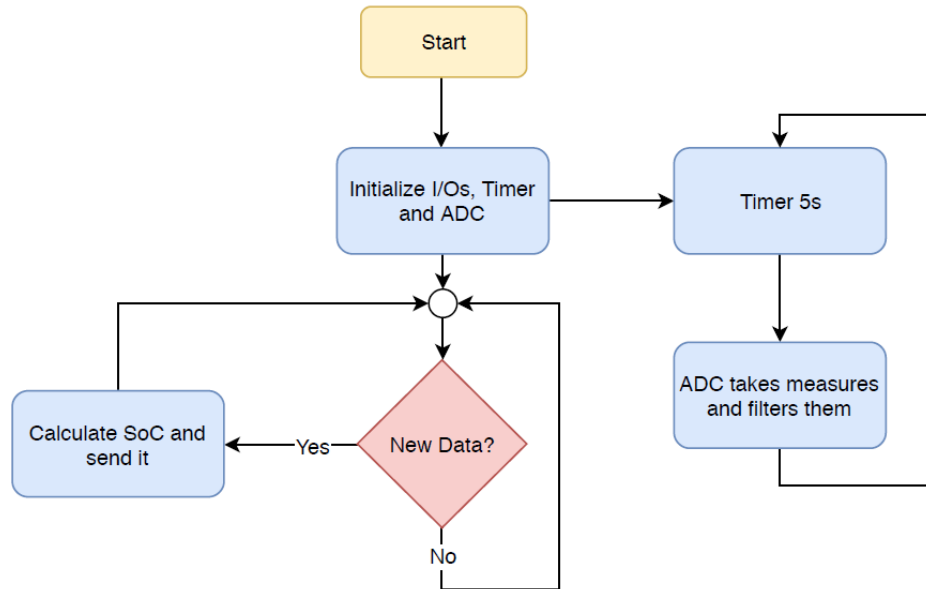 Start
Initialize I/Os, Timer
and ADC
Timer 5s
ADC takes measures
and filters them
Calculate SoC and
send it
Yes
New Data?
No